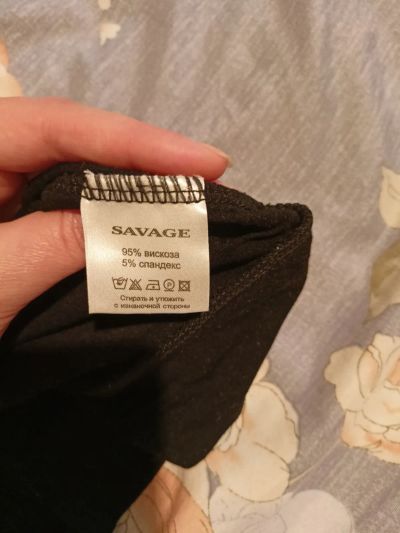 SAVAGE
95% вискоза
5% спандекс
Стирать и утюжить
с изнаночной стороны